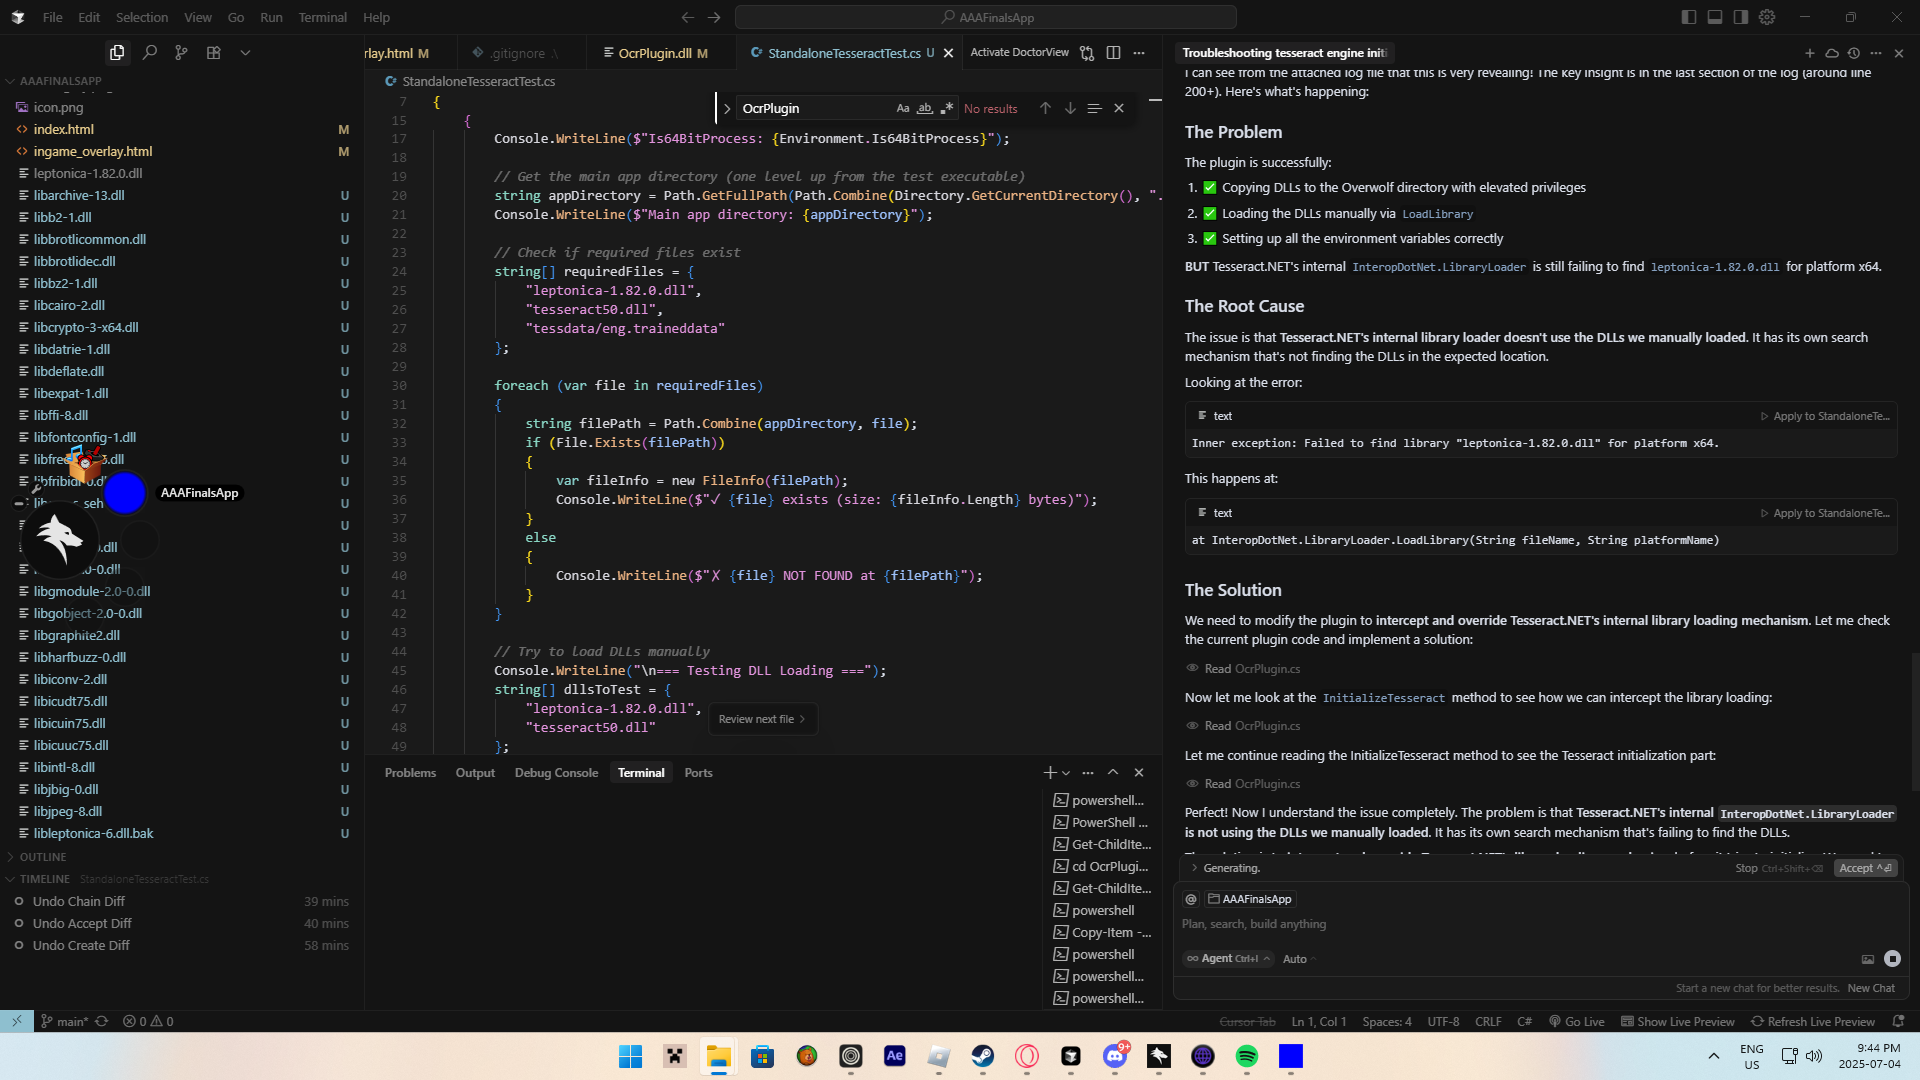 File Edit Selection View Go Run Terminal Help
AAAFinalsApp
rlay.html M
.gitignore
OcrPlugin.dll M
StandaloneTesseractTest.cs U
Activate DoctorView
AAAFINALSAPP
icon.png
index.html M
ingame_overlay.html M
leptonica-1.82.0.dll
libarchive-13.dll U
libb2-1.dll U
libbrotlicommon.dll U
libbrotlidec.dll U
libbz2-1.dll U
libcairo-2.dll U
libcrypto-3-x64.dll U
libdatrie-1.dll U
libdeflate.dll U
libexpat-1.dll U
libffi-8.dll U
libfontconfig-1.dll U
AAAFinalsApp
libgmodule-2.0-0.dll U
libgobject-2.0-0.dll U
libgraphite2.dll U
libharfbuzz-0.dll U
libiconv-2.dll U
libicudt75.dll U
libicuin75.dll U
libicuuc75.dll U
libintl-8.dll U
libjbig-0.dll U
libjpeg-8.dll U
libleptonica-6.dll.bak U
OUTLINE
TIMELINE StandaloneTesseractTest.cs
Undo Chain Diff 39 mins
Undo Accept Diff 40 mins
Undo Create Diff 58 mins
StandaloneTesseractTest.cs
OcrPlugin Aa ab No results
7 {
15 {
17 Console.WriteLine($"Is64BitProcess: {Environment.Is64BitProcess}");
18
19 // Get the main app directory (one level up from the test executable)
20 string appDirectory = Path.GetFullPath(Path.Combine(Directory.GetCurrentDirectory(), ".
21 Console.WriteLine($"Main app directory: {appDirectory}");
22
23 // Check if required files exist
24 string[] requiredFiles = {
25 "leptonica-1.82.0.dll",
26 "tesseract50.dll",
27 "tessdata/eng.traineddata"
28 };
29
30 foreach (var file in requiredFiles)
31 {
32 string filePath = Path.Combine(appDirectory, file);
33 if (File.Exists(filePath))
34 {
35 var fileInfo = new FileInfo(filePath);
36 Console.WriteLine($"✓ {file} exists (size: {fileInfo.Length} bytes)");
37 }
38 else
39 {
40 Console.WriteLine($"✗ {file} NOT FOUND at {filePath}");
41 }
42 }
43
44 // Try to load DLLs manually
45 Console.WriteLine("\n=== Testing DLL Loading ===");
46 string[] dllsToTest = {
47 "leptonica-1.82.0.dll",
48 "tesseract50.dll"
49 };
Review next file
Problems Output Debug Console Terminal Ports
powershell...
PowerShell ...
Get-ChildIte...
cd OcrPlugi...
Get-ChildIte...
powershell
Copy-Item -...
powershell
powershell...
powershell...
Troubleshooting tesseract engine initi
I can see from the attached log file that this is very revealing! The key insight is in the last section of the log (around line
200+). Here's what's happening:
The Problem
The plugin is successfully:
1. ✅ Copying DLLs to the Overwolf directory with elevated privileges
2. ✅ Loading the DLLs manually via LoadLibrary
3. ✅ Setting up all the environment variables correctly
BUT Tesseract.NET's internal InteropDotNet.LibraryLoader is still failing to find leptonica-1.82.0.dll for platform x64.
The Root Cause
The issue is that Tesseract.NET's internal library loader doesn't use the DLLs we manually loaded. It has its own search
mechanism that's not finding the DLLs in the expected location.
Looking at the error:
text Apply to StandaloneTe...
Inner exception: Failed to find library "leptonica-1.82.0.dll" for platform x64.
This happens at:
text Apply to StandaloneTe...
at InteropDotNet.LibraryLoader.LoadLibrary(String fileName, String platformName)
The Solution
We need to modify the plugin to intercept and override Tesseract.NET's internal library loading mechanism. Let me check
the current plugin code and implement a solution:
Read OcrPlugin.cs
Now let me look at the InitializeTesseract method to see how we can intercept the library loading:
Read OcrPlugin.cs
Let me continue reading the InitializeTesseract method to see the Tesseract initialization part:
Read OcrPlugin.cs
Perfect! Now I understand the issue completely. The problem is that Tesseract.NET's internal InteropDotNet.LibraryLoader
is not using the DLLs we manually loaded. It has its own search mechanism that's failing to find the DLLs.
Generating. Stop Ctrl+Shift+⌫ Accept ^⏎
@ AAAFinalsApp
Plan, search, build anything
Agent Ctrl+I Auto
Start a new chat for better results. New Chat
main* 0 0
Cursor Tab Ln 1, Col 1 Spaces: 4 UTF-8 CRLF C# Go Live Show Live Preview Refresh Live Preview
Ae
9+
ENG
US
9:44 PM
2025-07-04